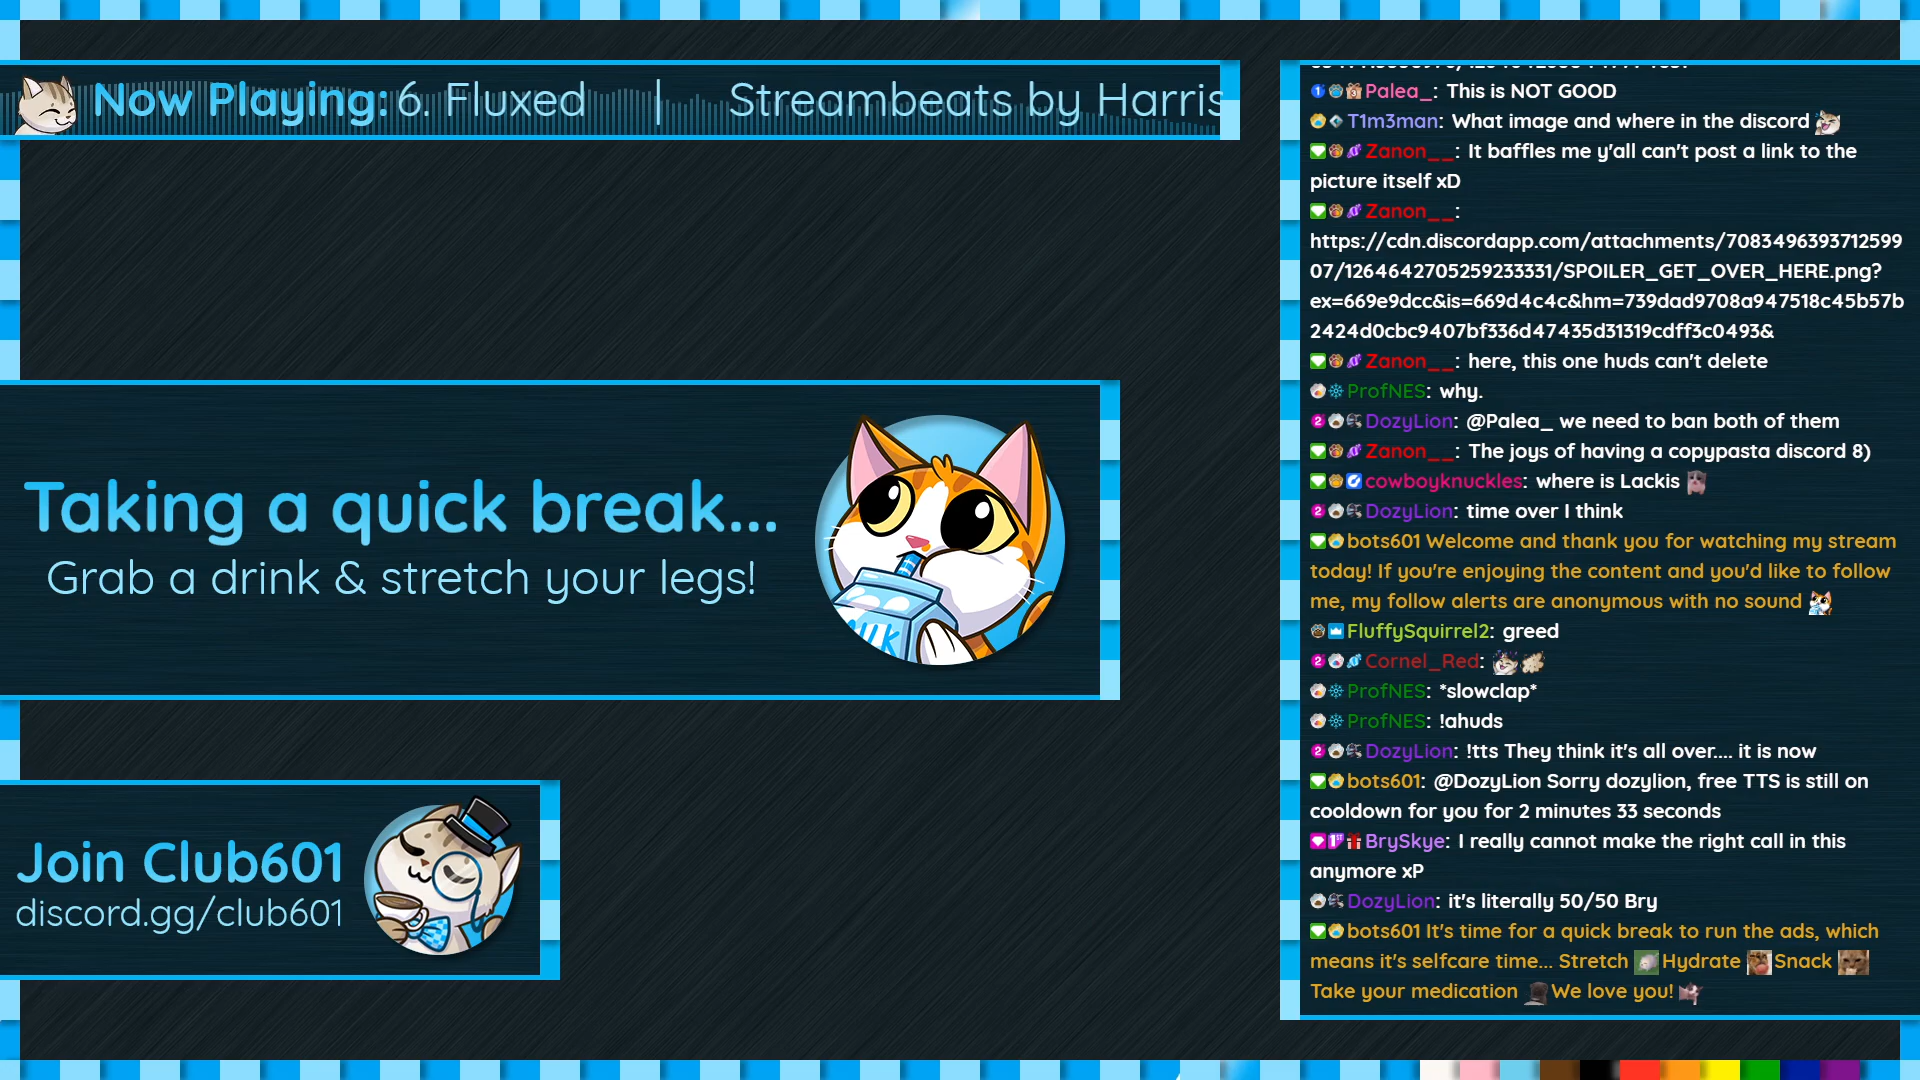 Now Playing: 6. Fluxed | Streambeats by Harris
Taking a quick break...
Grab a drink & stretch your legs!
MILK
Join Club601
discord.gg/club601
Palea_: This is NOT GOOD
T1m3man: What image and where in the discord
Zanon__: It baffles me y'all can't post a link to the
picture itself xD
Zanon__:
https://cdn.discordapp.com/attachments/7083496393712599
07/1264642705259233331/SPOILER_GET_OVER_HERE.png?
ex=669e9dcc&is=669d4c4c&hm=739dad9708a947518c45b57b
2424d0cbc9407bf336d47435d31319cdff3c0493&
Zanon__: here, this one huds can't delete
ProfNES: why.
DozyLion: @Palea_ we need to ban both of them
Zanon__: The joys of having a copypasta discord 8)
cowboyknuckles: where is Lackis
DozyLion: time over I think
bots601 Welcome and thank you for watching my stream
today! If you're enjoying the content and you'd like to follow
me, my follow alerts are anonymous with no sound
FluffySquirrel2: greed
Cornel_Red:
ProfNES: *slowclap*
ProfNES: !ahuds
DozyLion: !tts They think it's all over.... it is now
bots601: @DozyLion Sorry dozylion, free TTS is still on
cooldown for you for 2 minutes 33 seconds
BrySkye: I really cannot make the right call in this
anymore xP
DozyLion: it's literally 50/50 Bry
bots601 It's time for a quick break to run the ads, which
means it's selfcare time... Stretch Hydrate Snack
Take your medication We love you!